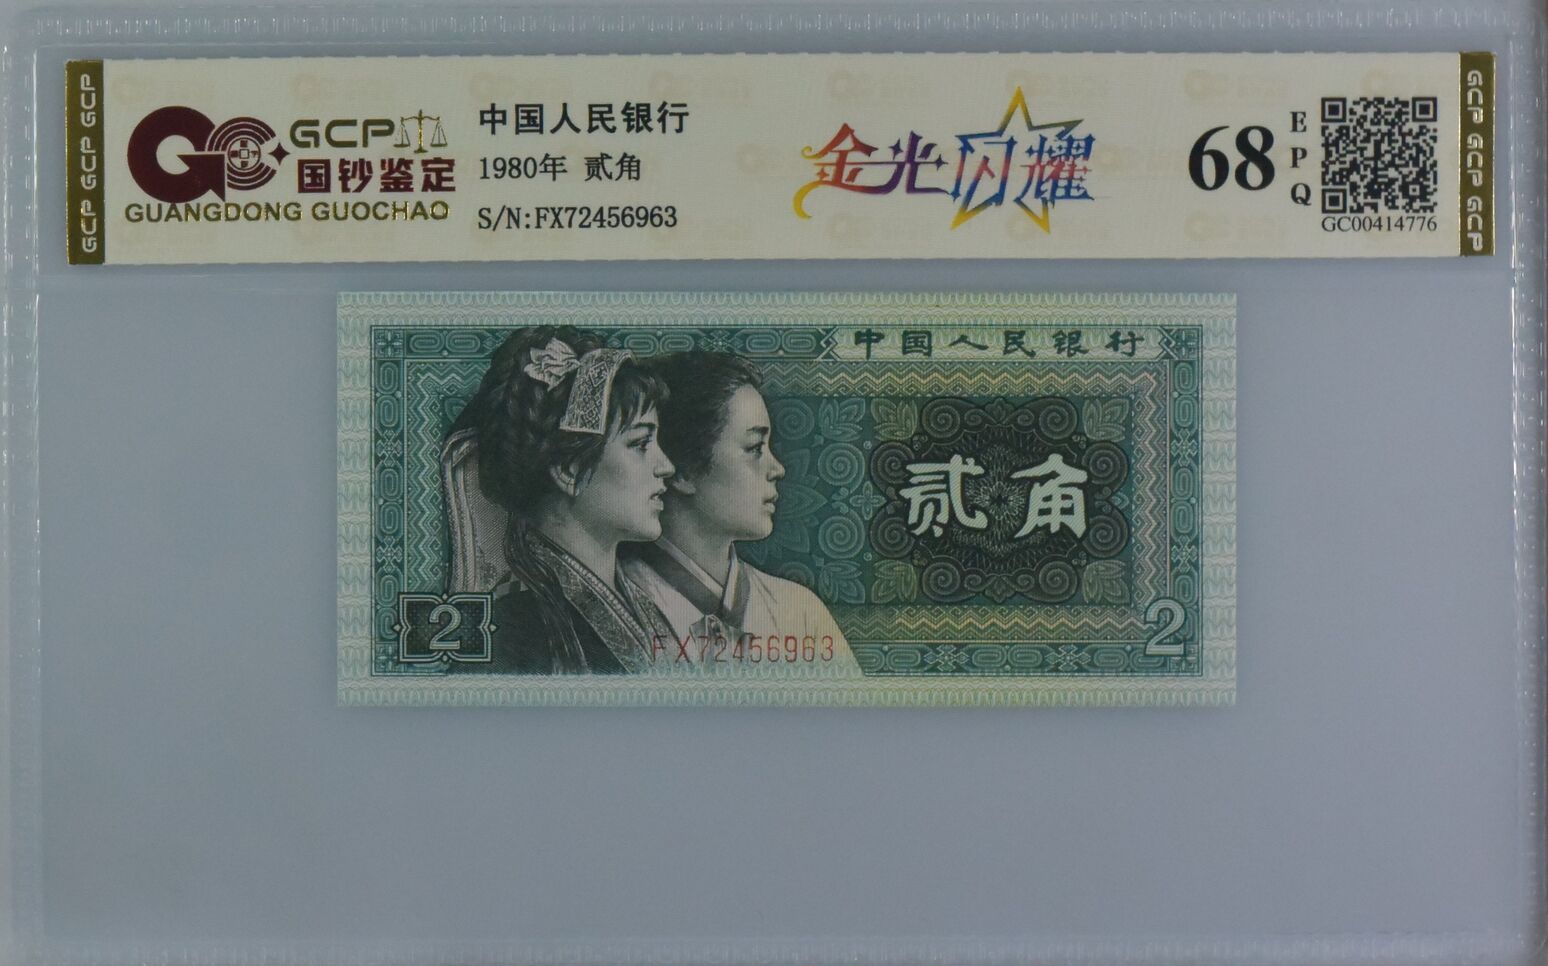 GCP GCP GCP
GCP
国钞鉴定
GUANGDONG GUOCHAO
中国人民银行
1980年 贰角
S/N:FX72456963
金光闪耀
68
EPQ
GC00414776
GCP GCP GCP
中国人民银行
贰角
2
FX72456963
2